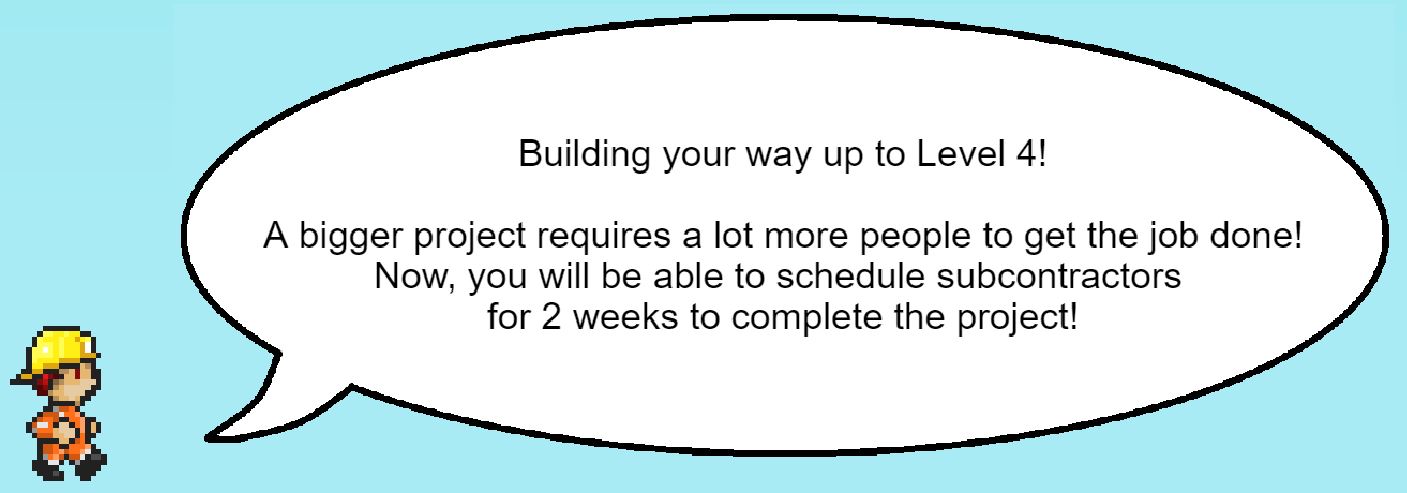 Building your way up to Level 4!
A bigger project requires a lot more people to get the job done!
Now, you will be able to schedule subcontractors
for 2 weeks to complete the project!